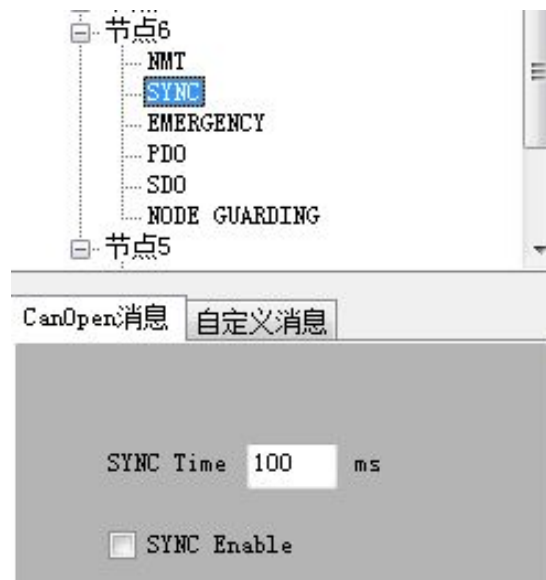 节点6
NMT
SYNC
EMERGENCY
PDO
SDO
NODE GUARDING
节点5
CanOpen消息 自定义消息
SYNC Time 100 ms
SYNC Enable